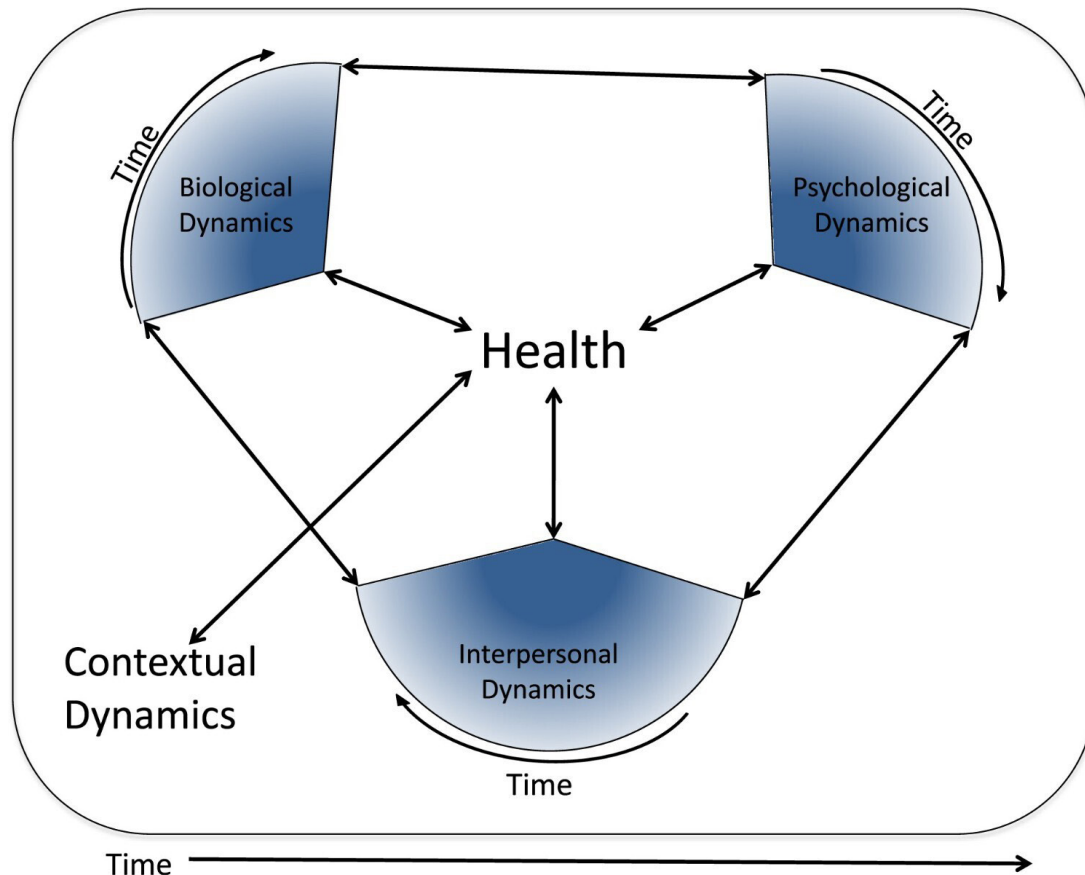 Time
Biological
Dynamics
Time
Psychological
Dynamics
Health
Contextual
Dynamics
Interpersonal
Dynamics
Time
Time